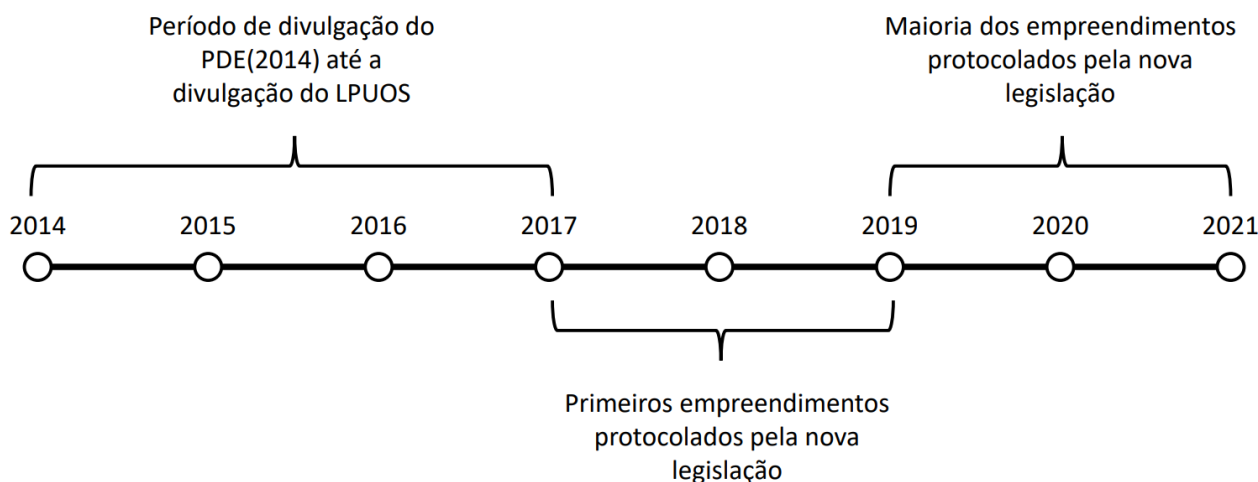 Período de divulgação do
PDE(2014) até a
divulgação do LPUOS
Maioria dos empreendimentos
protocolados pela nova
legislação
2014
2015
2016
2017
2018
2019
2020
2021
Primeiros empreendimentos
protocolados pela nova
legislação